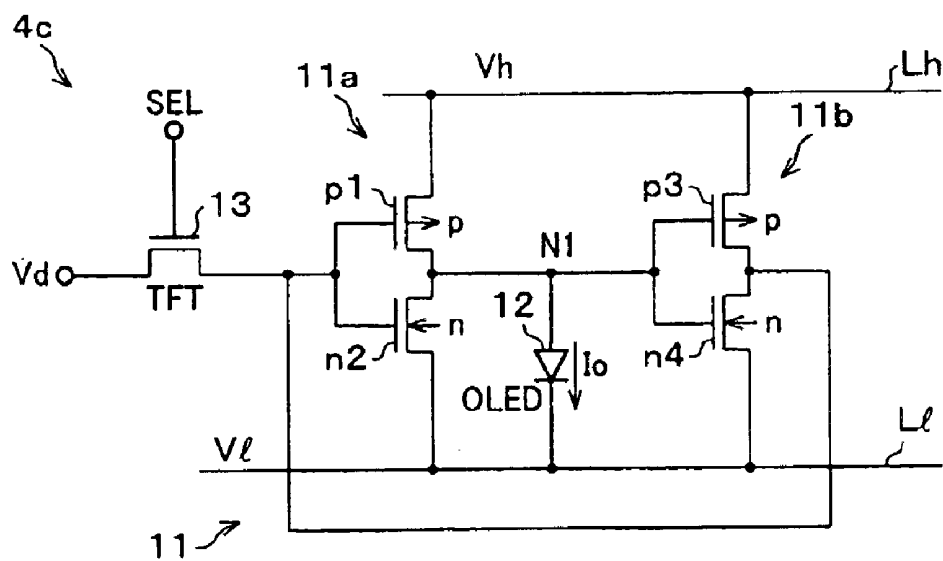 4c
SEL
13
Vd
TFT
11a
Vh
Lh
11b
p1
p
p3
p
N1
12
n
n2
Io
OLED
n
n4
Vℓ
Lℓ
11